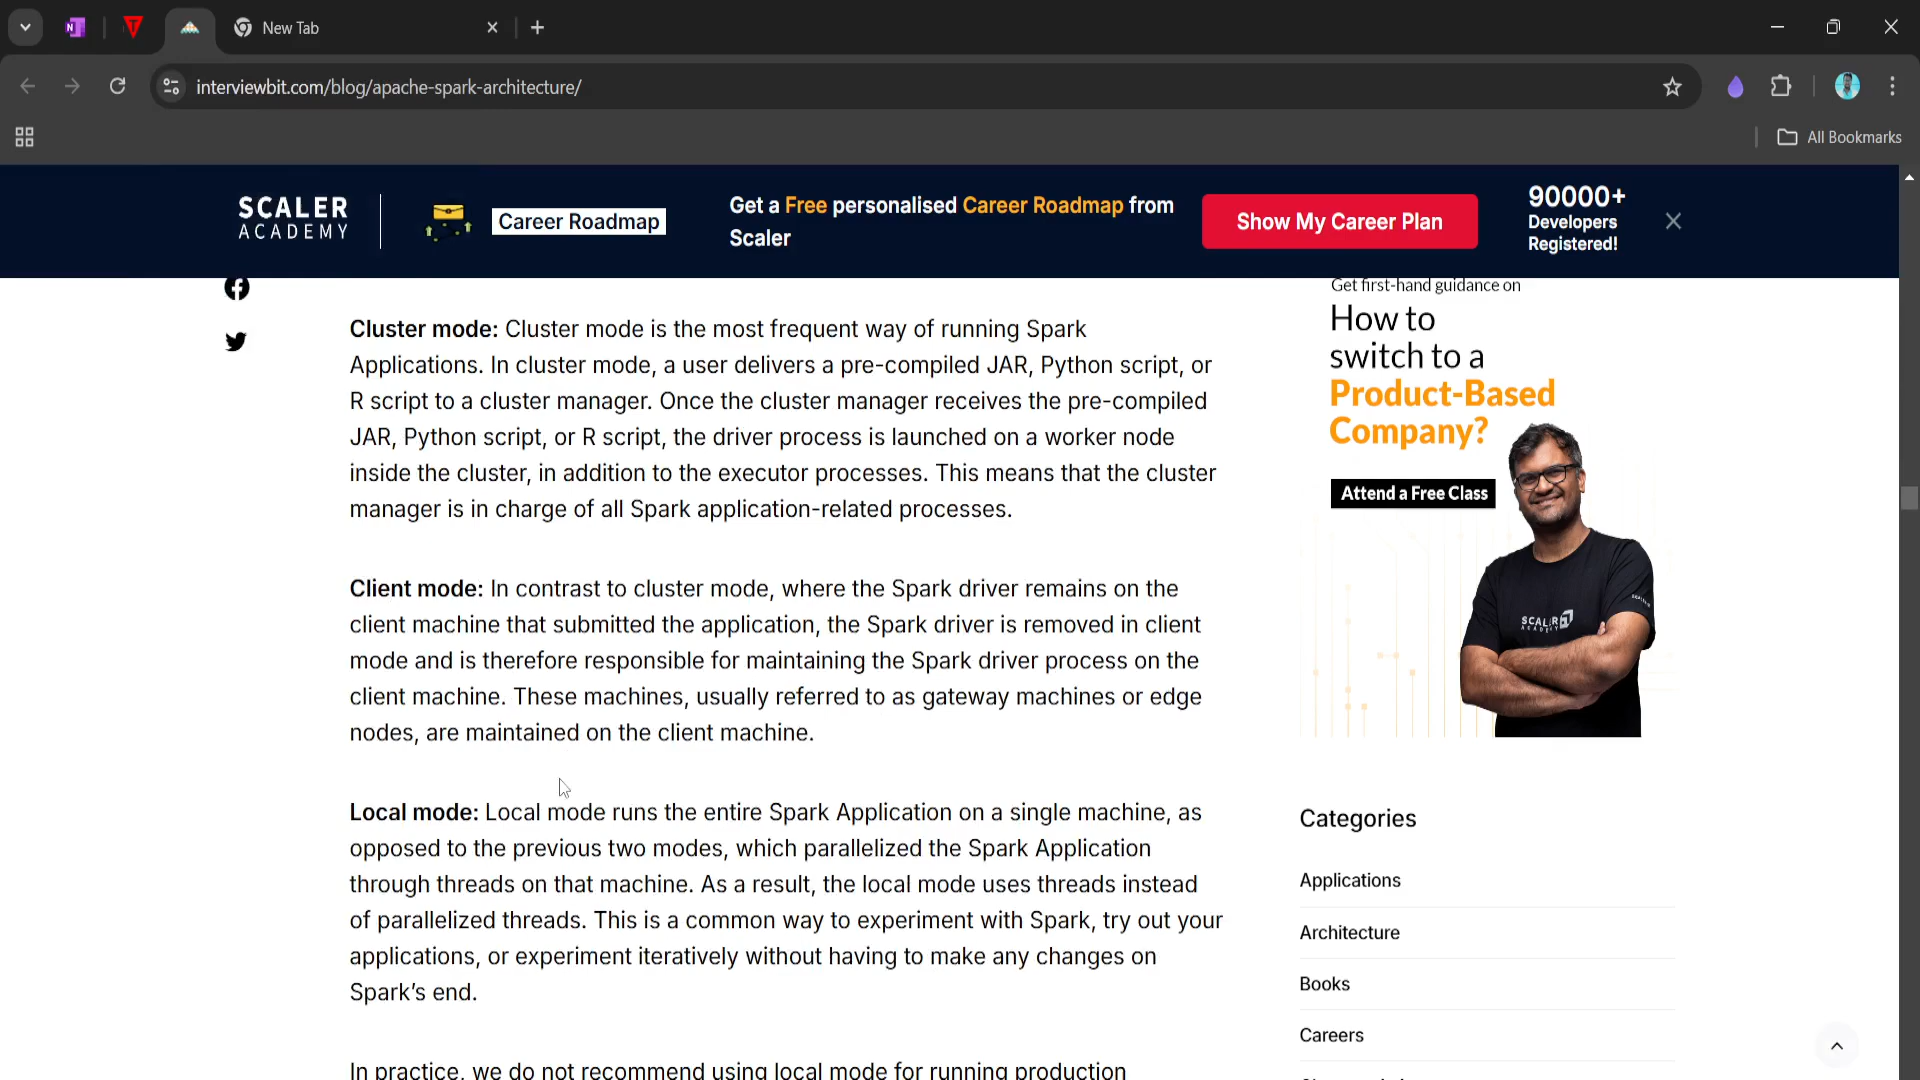 New Tab
interviewbit.com/blog/apache-spark-architecture/
All Bookmarks
SCALER
ACADEMY
Career Roadmap
Get a Free personalised Career Roadmap from
Scaler
Show My Career Plan
90000+
Developers
Registered!
Cluster mode: Cluster mode is the most frequent way of running Spark
Applications. In cluster mode, a user delivers a pre-compiled JAR, Python script, or
R script to a cluster manager. Once the cluster manager receives the pre-compiled
JAR, Python script, or R script, the driver process is launched on a worker node
inside the cluster, in addition to the executor processes. This means that the cluster
manager is in charge of all Spark application-related processes.
Client mode: In contrast to cluster mode, where the Spark driver remains on the
client machine that submitted the application, the Spark driver is removed in client
mode and is therefore responsible for maintaining the Spark driver process on the
client machine. These machines, usually referred to as gateway machines or edge
nodes, are maintained on the client machine.
Local mode: Local mode runs the entire Spark Application on a single machine, as
opposed to the previous two modes, which parallelized the Spark Application
through threads on that machine. As a result, the local mode uses threads instead
of parallelized threads. This is a common way to experiment with Spark, try out your
applications, or experiment iteratively without having to make any changes on
Spark's end.
In practice, we do not recommend using local mode for running production
Get first-hand guidance on
How to
switch to a
Product-Based
Company?
Attend a Free Class
SCALER
ACADEMY
Categories
Applications
Architecture
Books
Careers